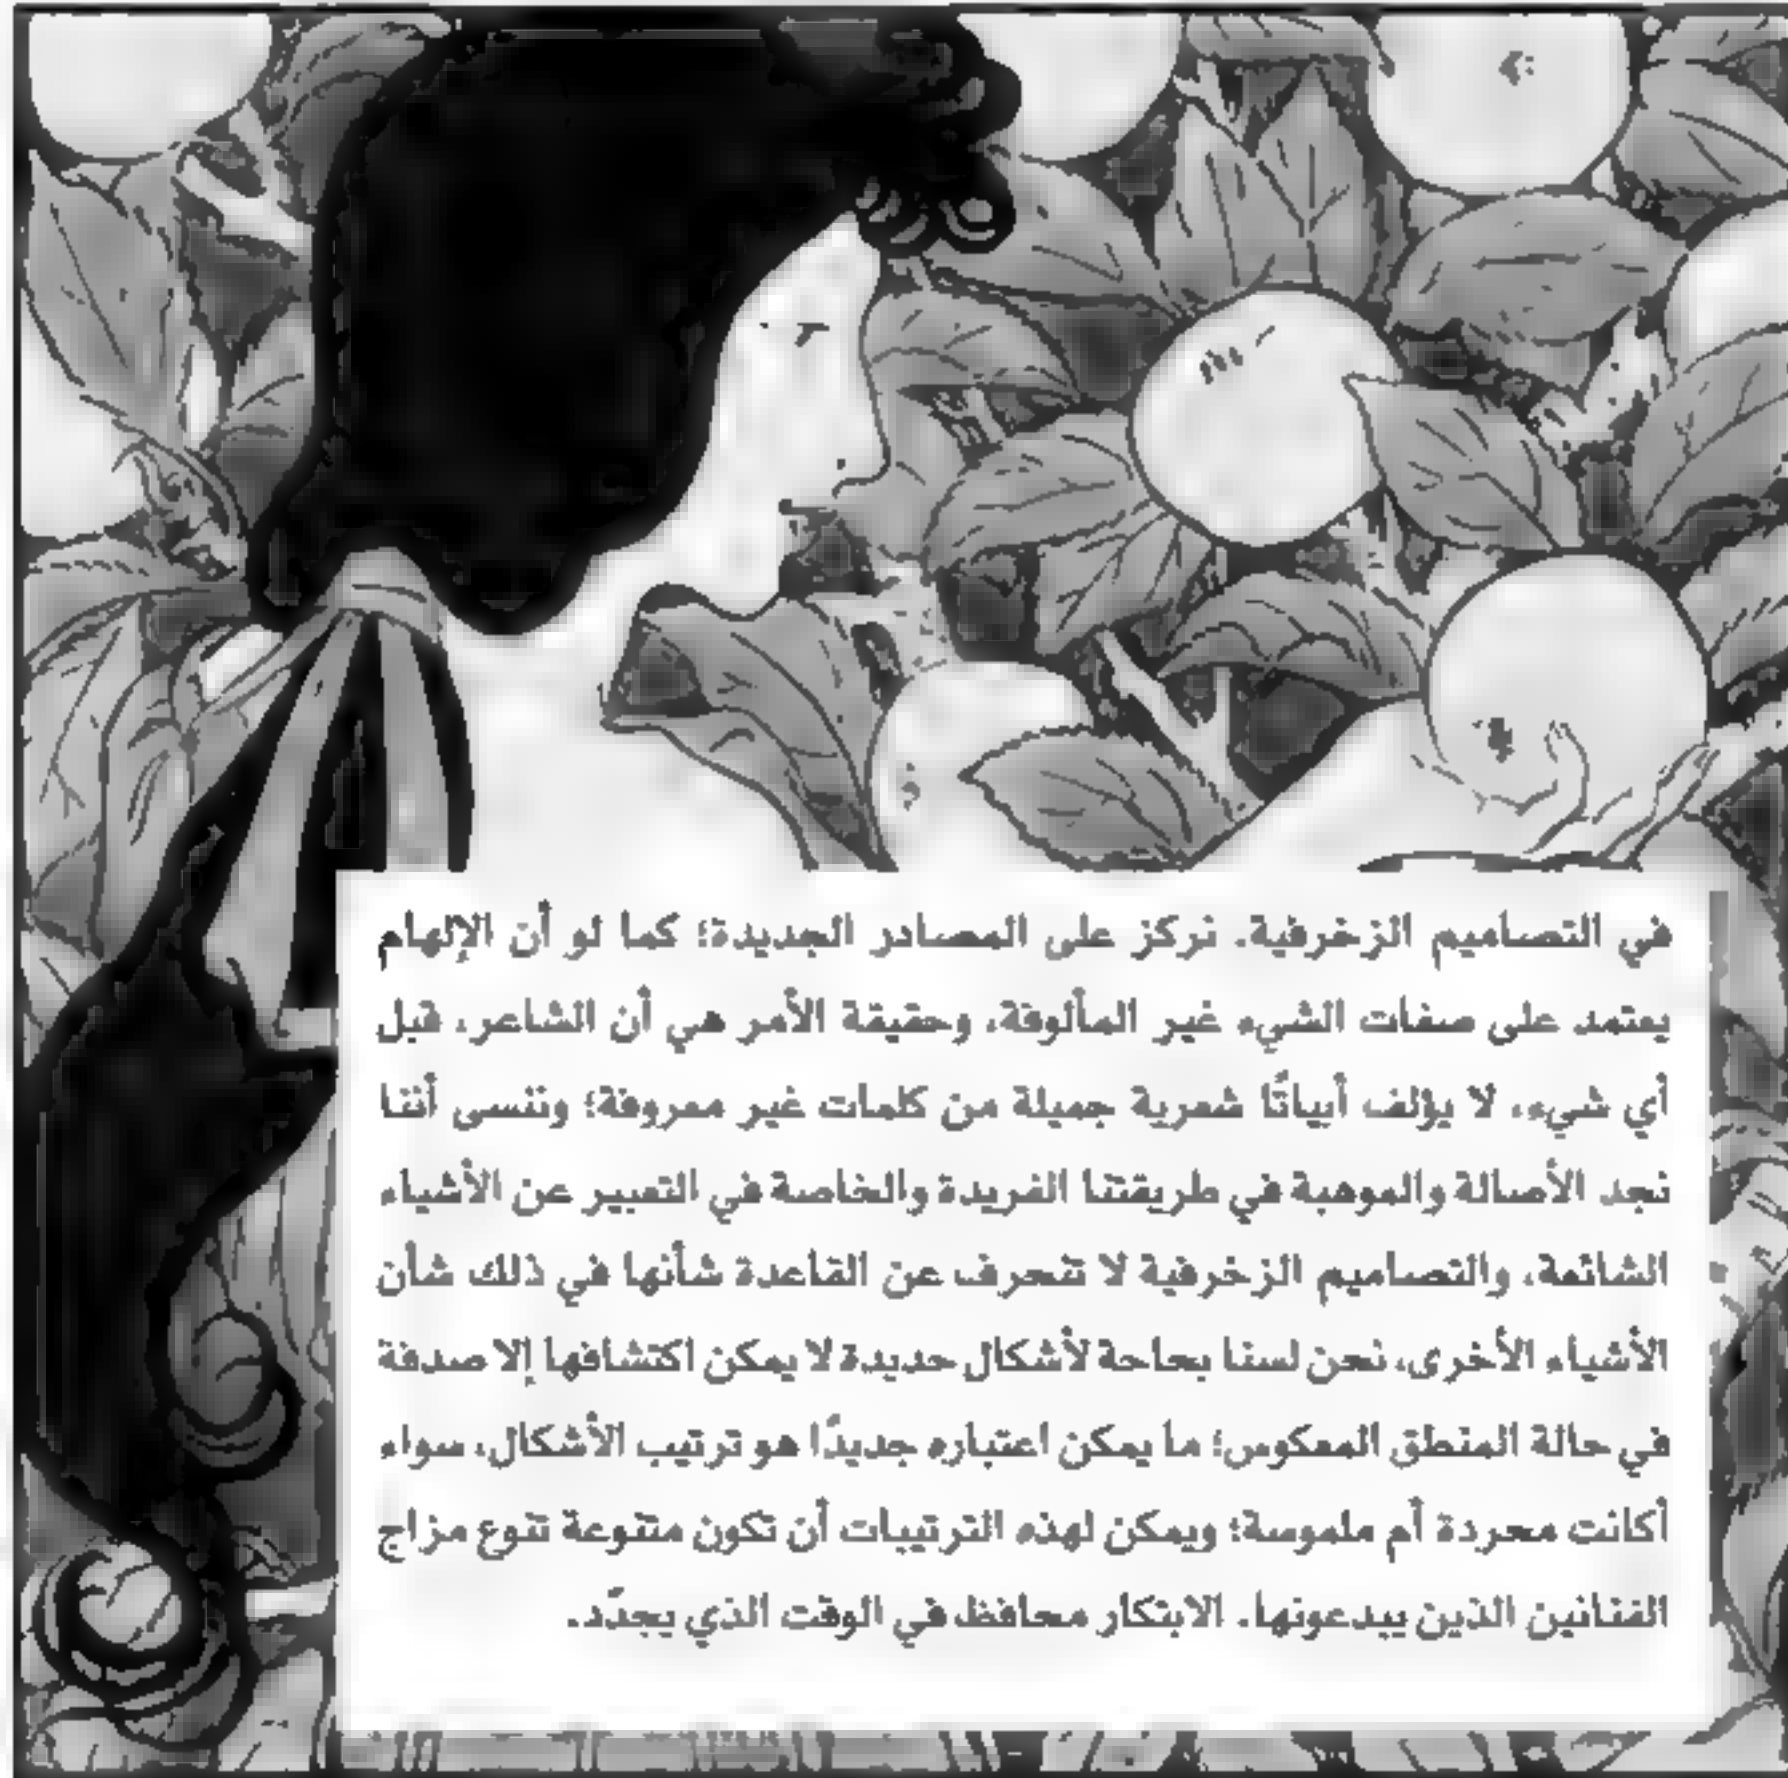 في التصاميم الزخرفية. نركز على المصادر الجديدة؛ كما لو أن الإلهام
يعتمد على صفات الشيء غير المألوفة، وحقيقة الأمر هي أن الشاعر، قبل
أي شيء، لا يؤلف أبياتًا شعرية جميلة من كلمات غير معروفة؛ وننسى أننا
نجد الأصالة والموهبة في طريقتنا الفريدة والخاصة في التعبير عن الأشياء
الشائعة، والتصاميم الزخرفية لا تنحرف عن القاعدة شأنها في ذلك شأن
الأشياء الأخرى، نحن لسنا بحاجة لأشكال جديدة لا يمكن اكتشافها إلا صدفة
في حالة المنطق المعكوس؛ ما يمكن اعتباره جديدًا هو ترتيب الأشكال، سواء
أكانت مجردة أم ملموسة؛ ويمكن لهذه الترتيبات أن تكون متنوعة تنوع مزاج
الفنانين الذين يبدعونها. الابتكار محافظ في الوقت الذي يجدّد.